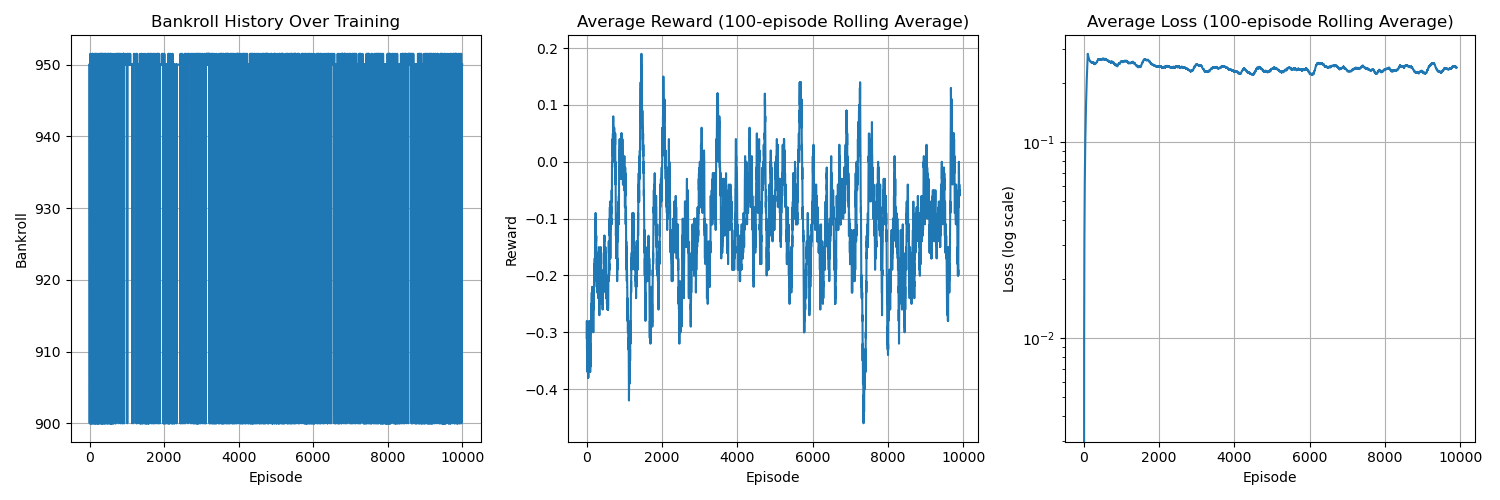 Bankroll History Over Training
Bankroll
950
940
930
920
910
900
0 2000 4000 6000 8000 10000
Episode
Average Reward (100-episode Rolling Average)
Reward
0.2
0.1
0.0
−0.1
−0.2
−0.3
−0.4
0 2000 4000 6000 8000 10000
Episode
Average Loss (100-episode Rolling Average)
Loss (log scale)
10⁻¹
10⁻²
0 2000 4000 6000 8000 10000
Episode